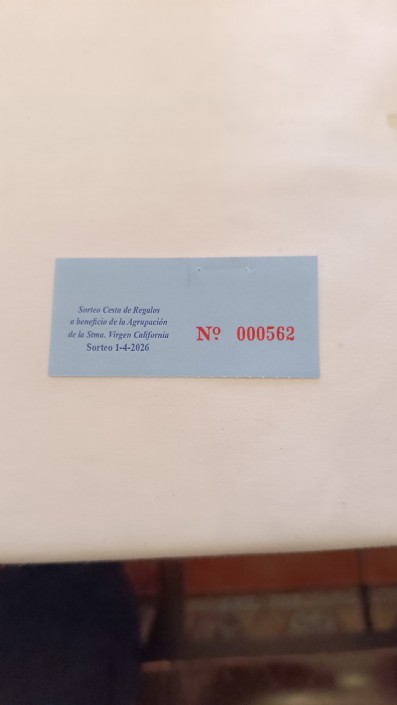 Sorteo Cesta de Regalos
a beneficio de la Agrupación
de la Stma. Virgen California
Sorteo 1-4-2026
Nº 000562